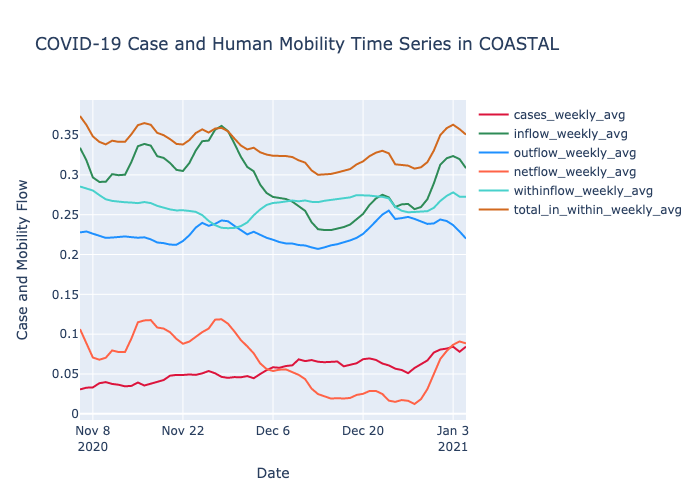 COVID-19 Case and Human Mobility Time Series in COASTAL
cases_weekly_avg
inflow_weekly_avg
outflow_weekly_avg
netflow_weekly_avg
withinflow_weekly_avg
total_in_within_weekly_avg
Case and Mobility Flow
0.35
0.3
0.25
0.2
0.15
0.1
0.05
0
Nov 8
2020
Nov 22
Dec 6
Dec 20
Jan 3
2021
Date